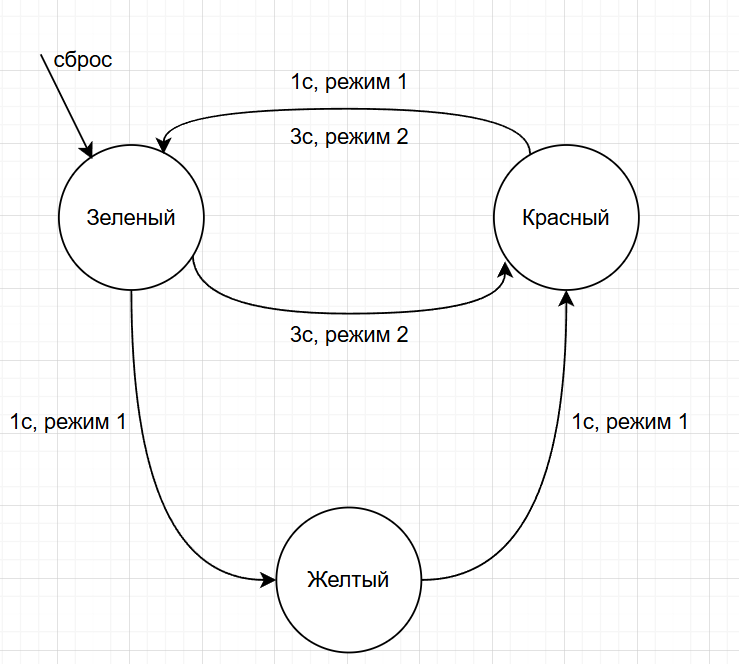 сброс
1с, режим 1
3с, режим 2
Зеленый
Красный
3с, режим 2
1с, режим 1
1с, режим 1
Желтый